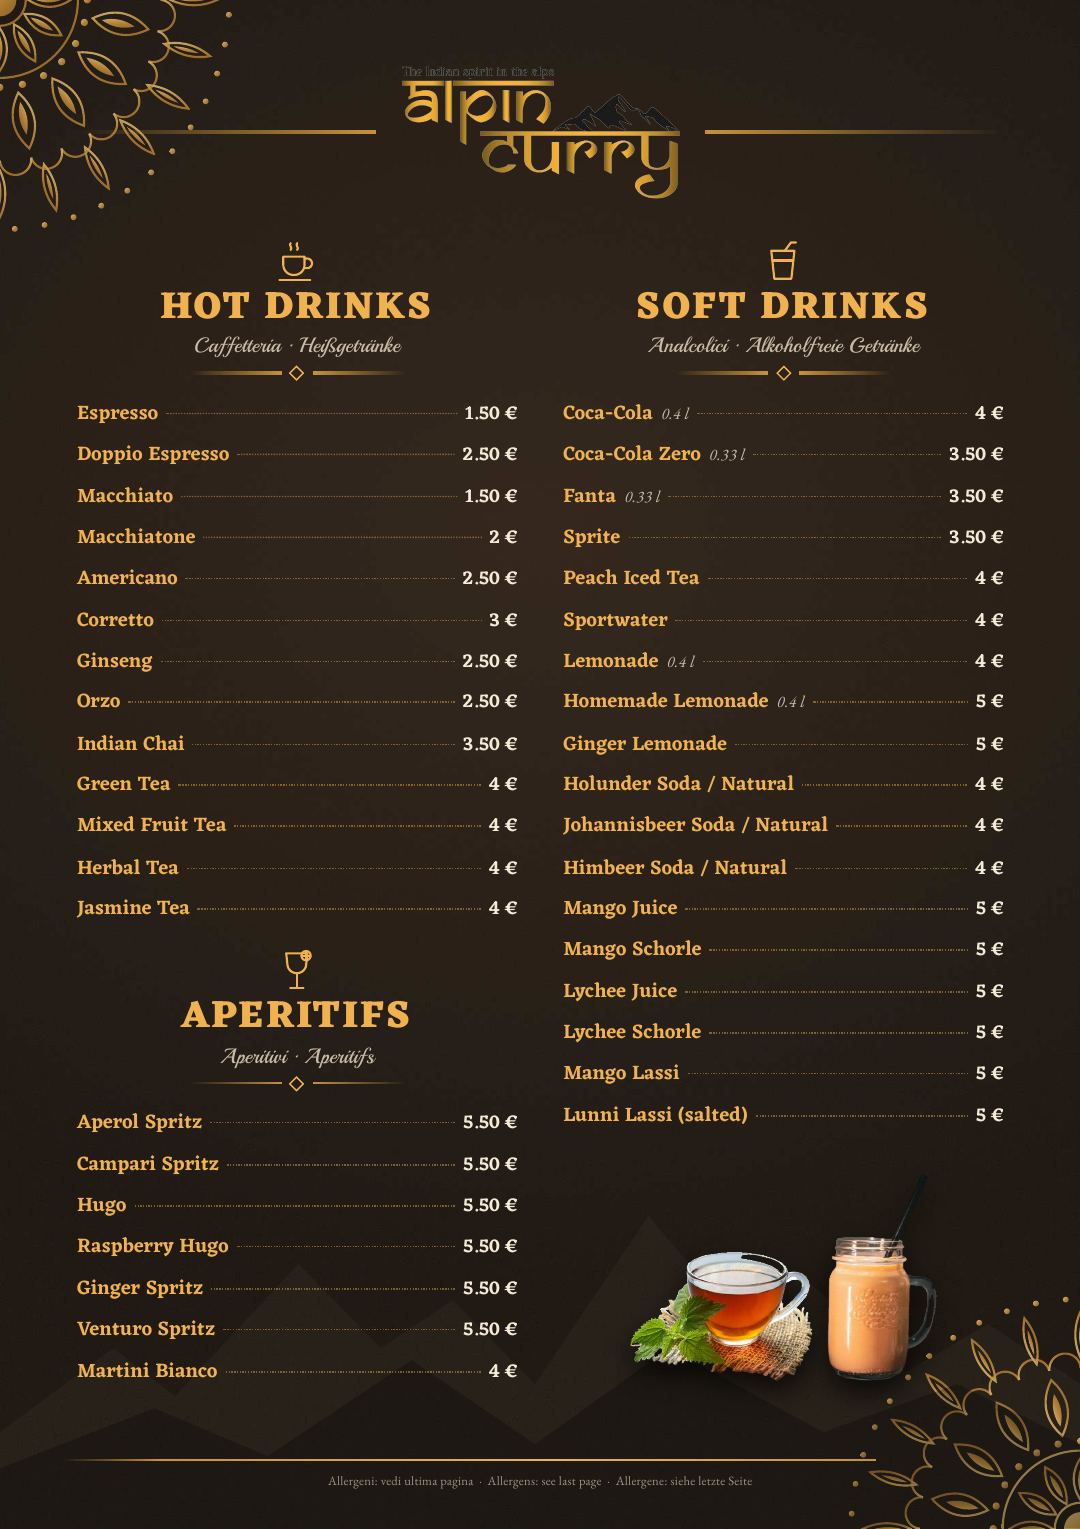 The Indian spirit in the alps
alpin
curry
HOT DRINKS
Caffetteria · Heißgetränke
Espresso 1.50 €
Doppio Espresso 2.50 €
Macchiato 1.50 €
Macchiatone 2 €
Americano 2.50 €
Corretto 3 €
Ginseng 2.50 €
Orzo 2.50 €
Indian Chai 3.50 €
Green Tea 4 €
Mixed Fruit Tea 4 €
Herbal Tea 4 €
Jasmine Tea 4 €
APERITIFS
Aperitivi · Aperitifs
Aperol Spritz 5.50 €
Campari Spritz 5.50 €
Hugo 5.50 €
Raspberry Hugo 5.50 €
Ginger Spritz 5.50 €
Venturo Spritz 5.50 €
Martini Bianco 4 €
SOFT DRINKS
Analcolici · Alkoholfreie Getränke
Coca-Cola 0.4 l 4 €
Coca-Cola Zero 0.33 l 3.50 €
Fanta 0.33 l 3.50 €
Sprite 3.50 €
Peach Iced Tea 4 €
Sportwater 4 €
Lemonade 0.4 l 4 €
Homemade Lemonade 0.4 l 5 €
Ginger Lemonade 5 €
Holunder Soda / Natural 4 €
Johannisbeer Soda / Natural 4 €
Himbeer Soda / Natural 4 €
Mango Juice 5 €
Mango Schorle 5 €
Lychee Juice 5 €
Lychee Schorle 5 €
Mango Lassi 5 €
Lunni Lassi (salted) 5 €
Allergeni: vedi ultima pagina · Allergens: see last page · Allergene: siehe letzte Seite